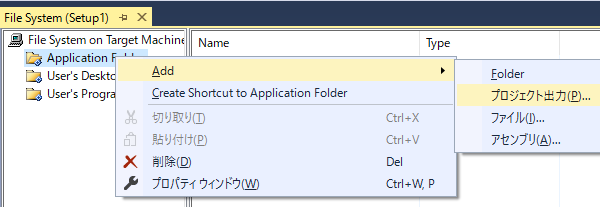 File System (Setup1)
File System on Target Machine
Application Fol
User's Deskto
User's Progra
Name
Type
Add
Create Shortcut to Application Folder
切り取り(T) Ctrl+X
貼り付け(P) Ctrl+V
削除(D) Del
プロパティ ウィンドウ(W) Ctrl+W, P
Folder
プロジェクト出力(P)...
ファイル(I)...
アセンブリ(A)...